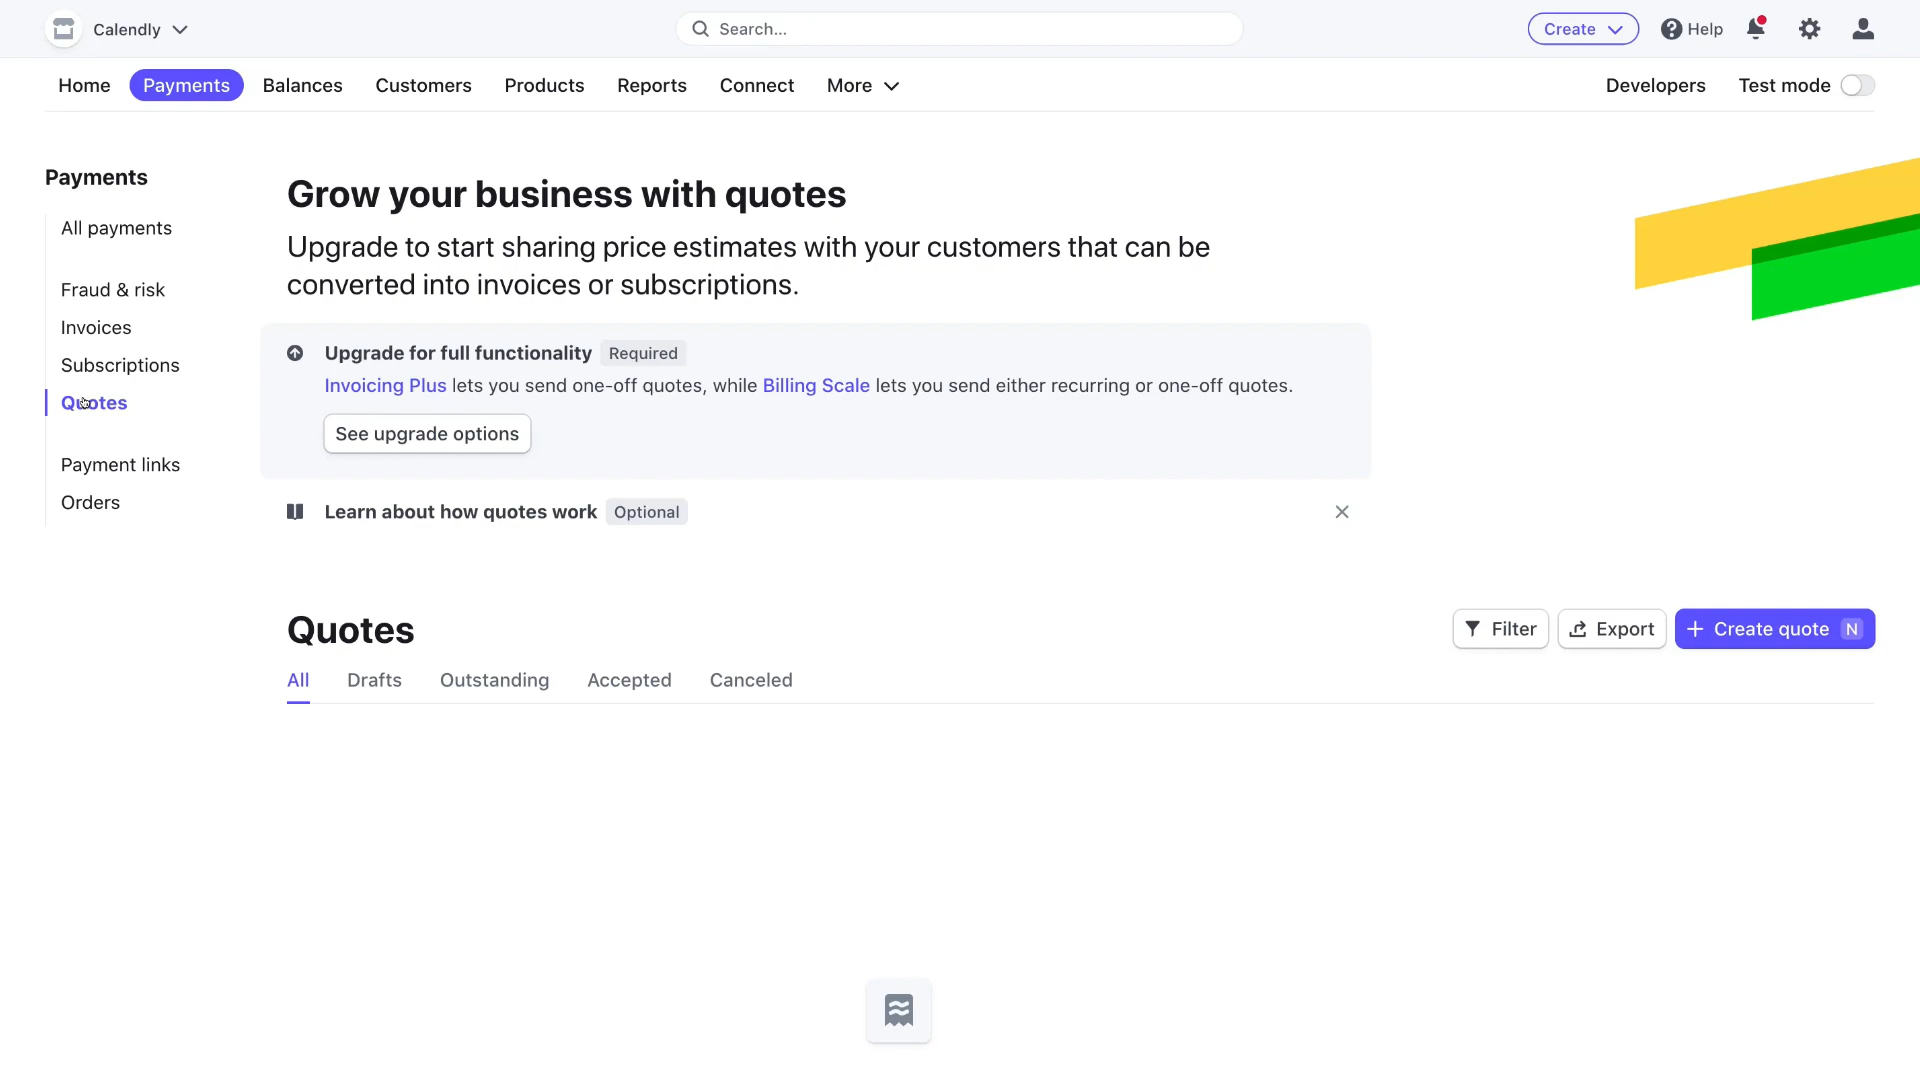 Calendly
Search...
Create
Help
Home
Payments
Balances
Customers
Products
Reports
Connect
More
Developers
Test mode
Payments
All payments
Fraud & risk
Invoices
Subscriptions
Quotes
Payment links
Orders
Grow your business with quotes
Upgrade to start sharing price estimates with your customers that can be
converted into invoices or subscriptions.
Upgrade for full functionality Required
Invoicing Plus lets you send one-off quotes, while Billing Scale lets you send either recurring or one-off quotes.
See upgrade options
Learn about how quotes work Optional
Quotes
Filter
Export
Create quote N
All
Drafts
Outstanding
Accepted
Canceled